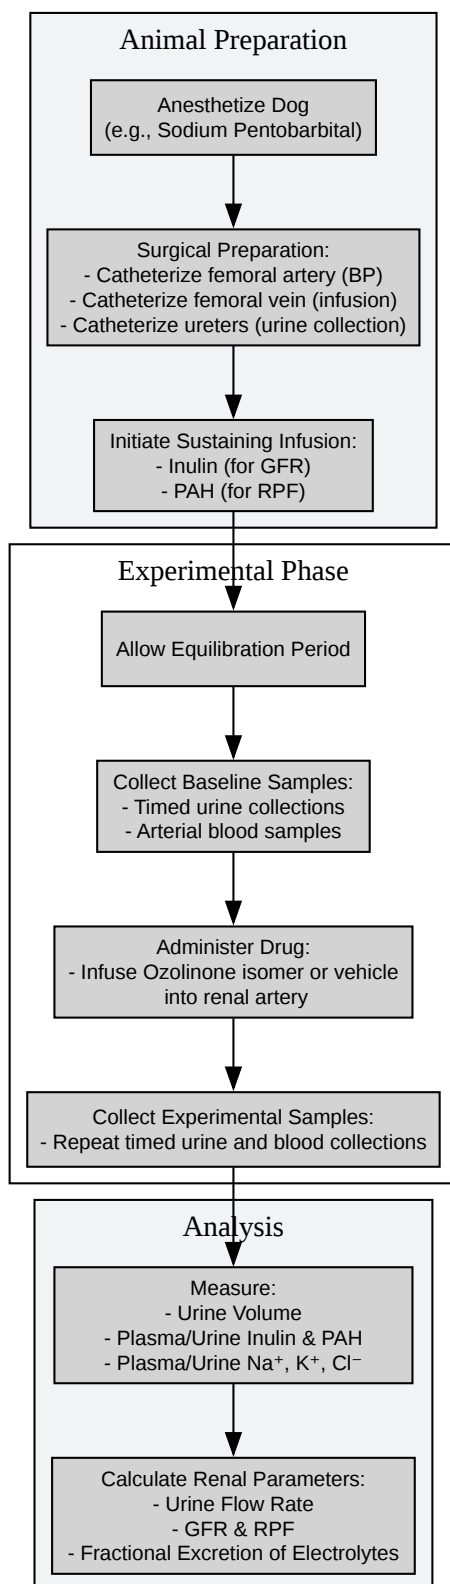 Animal Preparation
Anesthetize Dog
(e.g., Sodium Pentobarbital)
Surgical Preparation:
- Catheterize femoral artery (BP)
- Catheterize femoral vein (infusion)
- Catheterize ureters (urine collection)
Initiate Sustaining Infusion:
- Inulin (for GFR)
- PAH (for RPF)
Experimental Phase
Allow Equilibration Period
Collect Baseline Samples:
- Timed urine collections
- Arterial blood samples
Administer Drug:
- Infuse Ozolinone isomer or vehicle
into renal artery
Collect Experimental Samples:
- Repeat timed urine and blood collections
Analysis
Measure:
- Urine Volume
- Plasma/Urine Inulin & PAH
- Plasma/Urine Na⁺, K⁺, Cl⁻
Calculate Renal Parameters:
- Urine Flow Rate
- GFR & RPF
- Fractional Excretion of Electrolytes